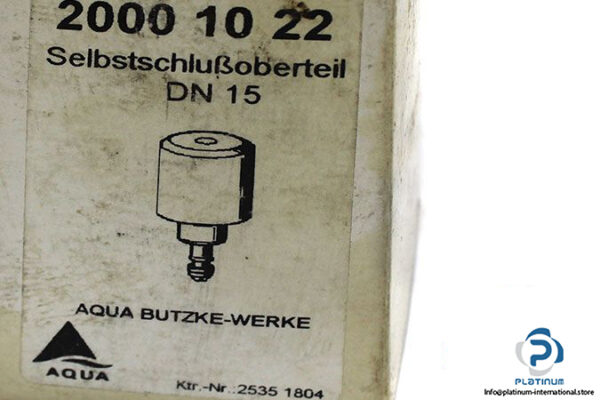 2000 10 22
Selbstschlußoberteil
DN 15
AQUA BUTZKE-WERKE
AQUA
Ktr.-Nr.:2535 1804
PLATINUM
Info@platinum-international.store